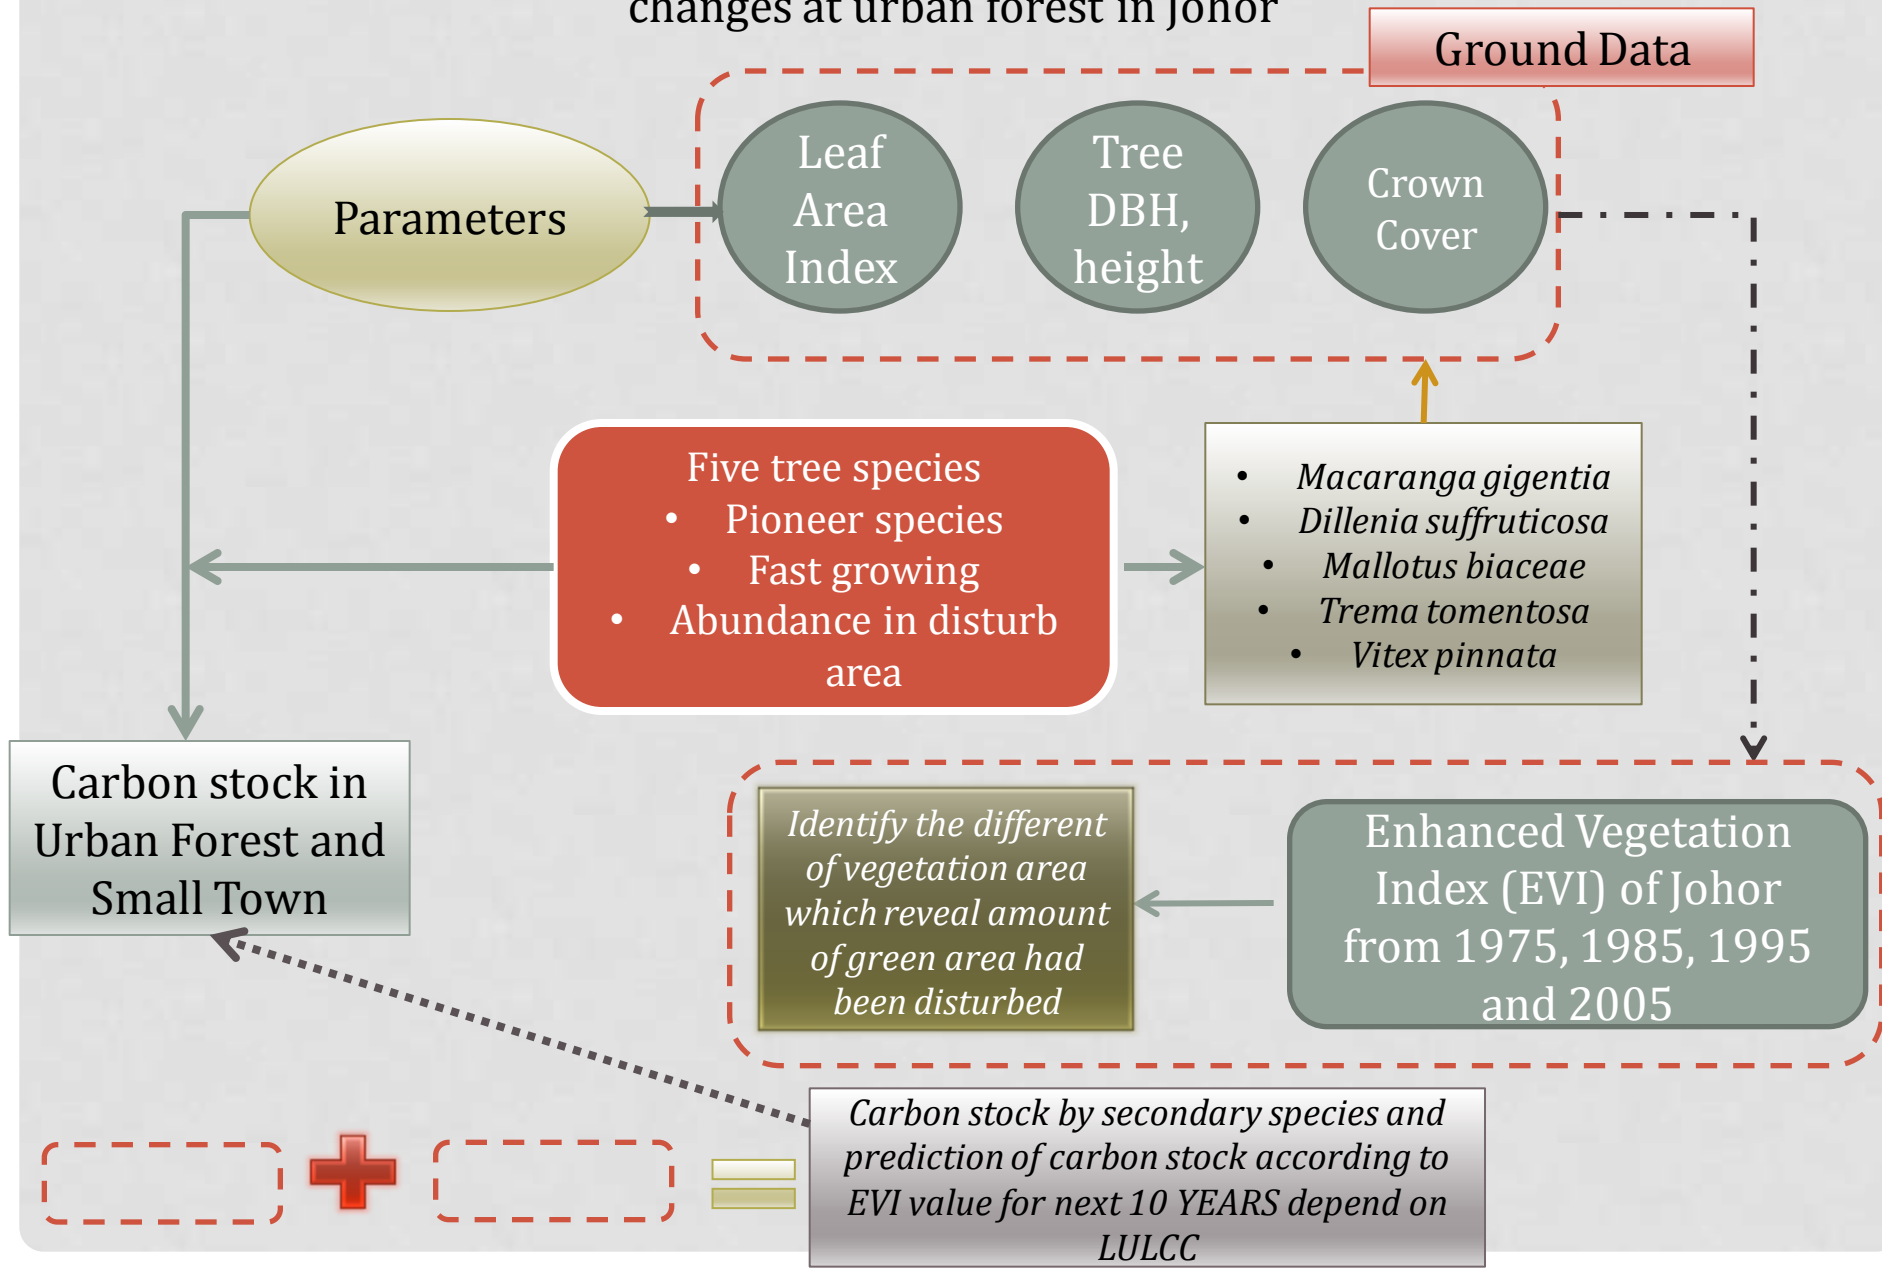 changes at urban forest in Johor
Ground Data
Parameters
Leaf
Area
Index
Tree
DBH,
height
Crown
Cover
Five tree species
• Pioneer species
• Fast growing
• Abundance in disturb
area
• Macaranga gigentia
• Dillenia suffruticosa
• Mallotus biaceae
• Trema tomentosa
• Vitex pinnata
Carbon stock in
Urban Forest and
Small Town
Identify the different
of vegetation area
which reveal amount
of green area had
been disturbed
Enhanced Vegetation
Index (EVI) of Johor
from 1975, 1985, 1995
and 2005
Carbon stock by secondary species and
prediction of carbon stock according to
EVI value for next 10 YEARS depend on
LULCC